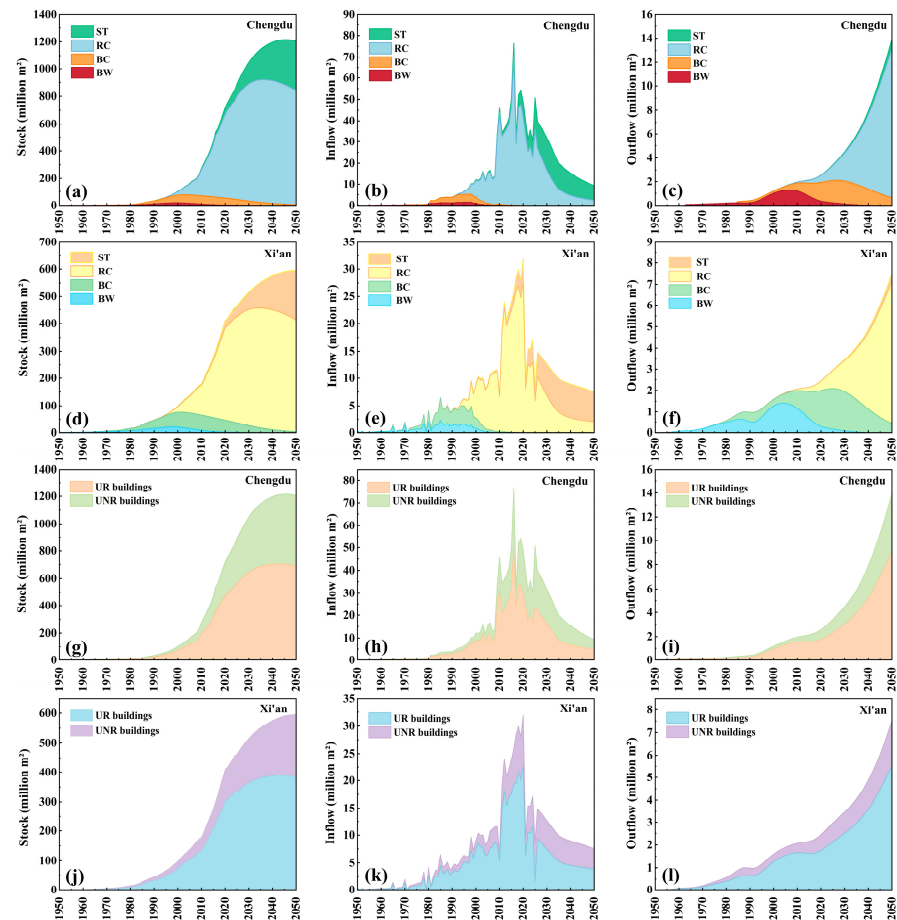 Chengdu
ST
RC
BC
BW
Stock (million m²)
1400
1200
1000
800
600
400
200
0
(a)
1950 1960 1970 1980 1990 2000 2010 2020 2030 2040 2050
Chengdu
ST
RC
BC
BW
Inflow (million m²)
90
80
70
60
50
40
30
20
10
0
(b)
1950 1960 1970 1980 1990 2000 2010 2020 2030 2040 2050
Chengdu
ST
RC
BC
BW
Outflow (million m²)
16
14
12
10
8
6
4
2
0
(c)
1950 1960 1970 1980 1990 2000 2010 2020 2030 2040 2050
Xi'an
ST
RC
BC
BW
Stock (million m²)
700
600
500
400
300
200
100
0
(d)
1950 1960 1970 1980 1990 2000 2010 2020 2030 2040 2050
Xi'an
ST
RC
BC
BW
Inflow (million m²)
35
30
25
20
15
10
5
0
(e)
1950 1960 1970 1980 1990 2000 2010 2020 2030 2040 2050
Xi'an
ST
RC
BC
BW
Outflow (million m²)
9
8
7
6
5
4
3
2
1
0
(f)
1950 1960 1970 1980 1990 2000 2010 2020 2030 2040 2050
Chengdu
UR buildings
UNR buildings
Stock (million m²)
1400
1200
1000
800
600
400
200
0
(g)
1950 1960 1970 1980 1990 2000 2010 2020 2030 2040 2050
Chengdu
UR buildings
UNR buildings
Inflow (million m²)
80
70
60
50
40
30
20
10
0
(h)
1950 1960 1970 1980 1990 2000 2010 2020 2030 2040 2050
Chengdu
UR buildings
UNR buildings
Outflow (million m²)
16
14
12
10
8
6
4
2
0
(i)
1950 1960 1970 1980 1990 2000 2010 2020 2030 2040 2050
Xi'an
UR buildings
UNR buildings
Stock (million m²)
600
500
400
300
200
100
0
(j)
1950 1960 1970 1980 1990 2000 2010 2020 2030 2040 2050
Xi'an
UR buildings
UNR buildings
Inflow (million m²)
35
30
25
20
15
10
5
0
(k)
1950 1960 1970 1980 1990 2000 2010 2020 2030 2040 2050
Xi'an
UR buildings
UNR buildings
Outflow (million m²)
8
7
6
5
4
3
2
1
0
(l)
1950 1960 1970 1980 1990 2000 2010 2020 2030 2040 2050